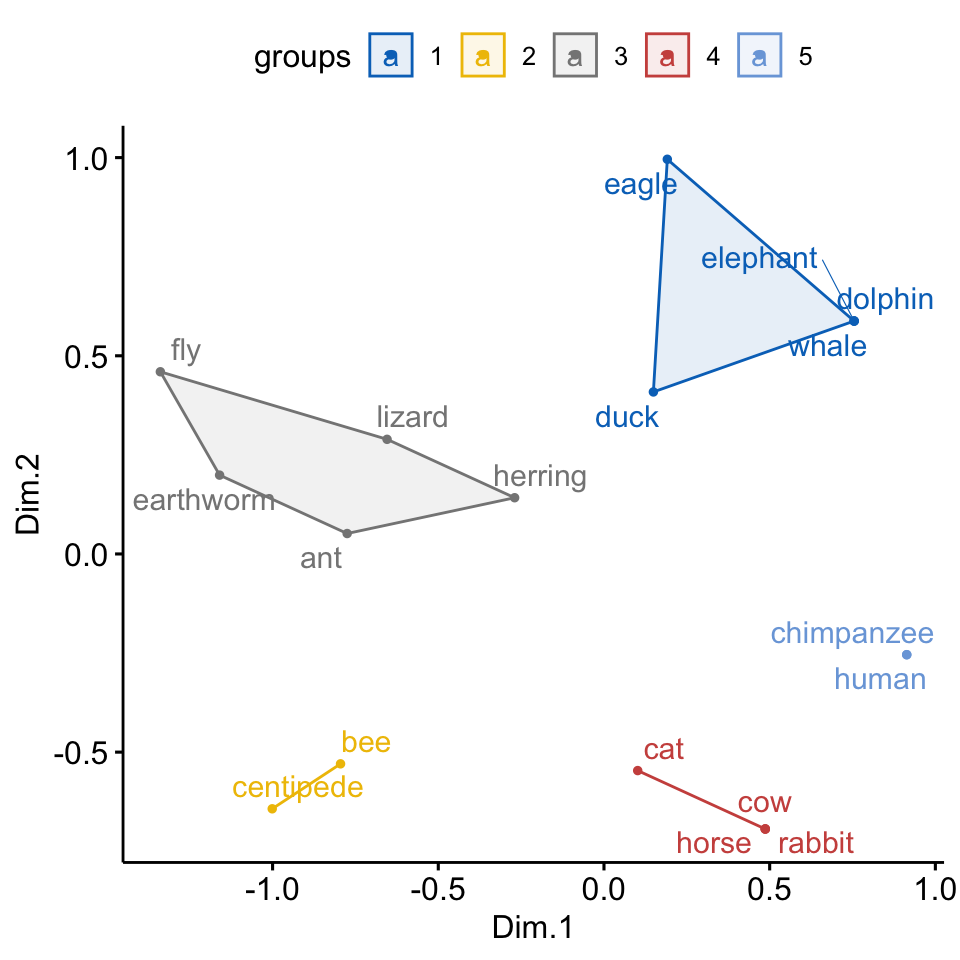 groups a 1 a 2 a 3 a 4 a 5
1.0
eagle
elephant
dolphin
whale
0.5
fly
lizard
duck
herring
earthworm
Dim.2
0.0
ant
chimpanzee
human
-0.5
bee
cat
centipede
cow
horse rabbit
-1.0 -0.5 0.0 0.5 1.0
Dim.1